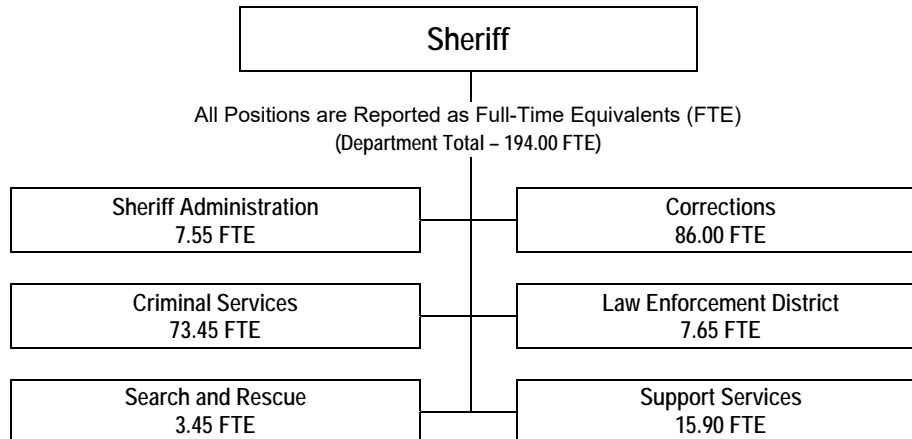 Sheriff
All Positions are Reported as Full-Time Equivalents (FTE)
(Department Total – 194.00 FTE)
Sheriff Administration
7.55 FTE
Corrections
86.00 FTE
Criminal Services
73.45 FTE
Law Enforcement District
7.65 FTE
Search and Rescue
3.45 FTE
Support Services
15.90 FTE